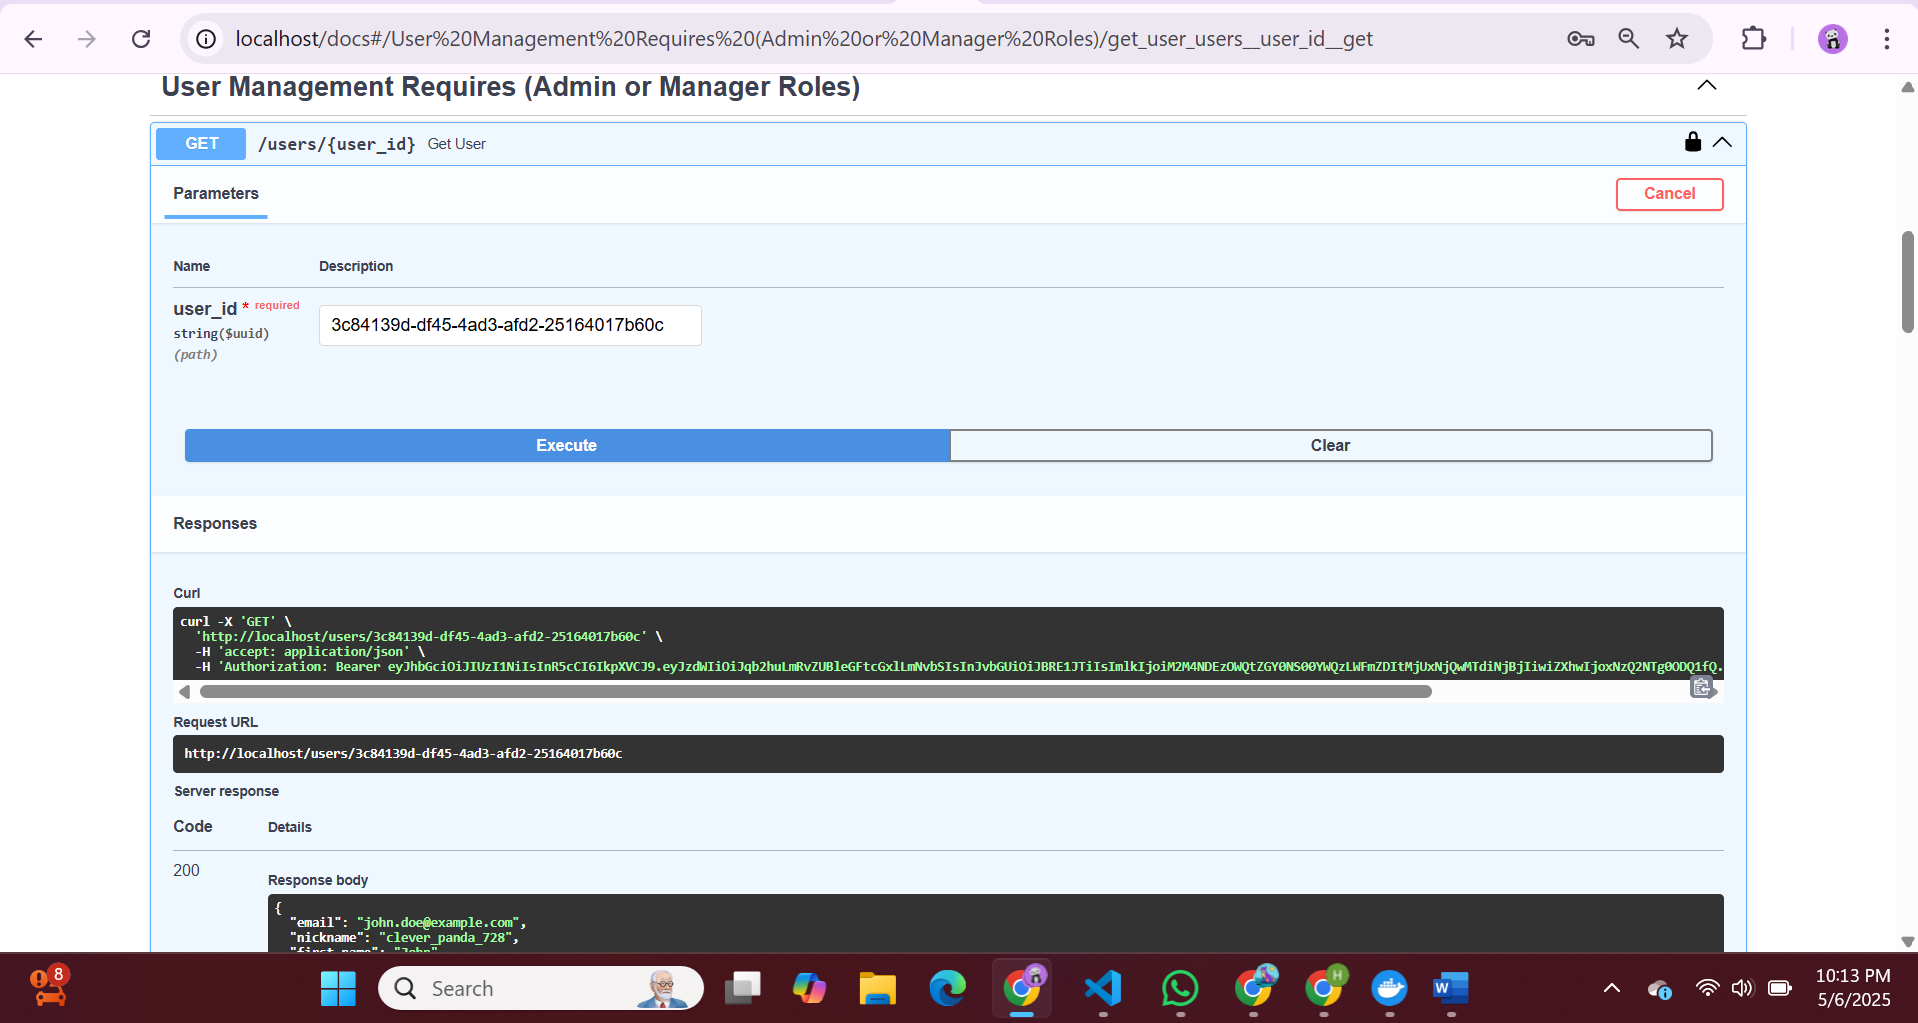 localhost/docs#/User%20Management%20Requires%20(Admin%20or%20Manager%20Roles)/get_user_users__user_id__get
User Management Requires (Admin or Manager Roles)
GET /users/{user_id} Get User
Parameters
Cancel
Name Description
user_id * required
string($uuid)
(path)
3c84139d-df45-4ad3-afd2-25164017b60c
Execute Clear
Responses
Curl
curl -X 'GET' \
'http://localhost/users/3c84139d-df45-4ad3-afd2-25164017b60c' \
-H 'accept: application/json' \
-H 'Authorization: Bearer
Request URL
http://localhost/users/3c84139d-df45-4ad3-afd2-25164017b60c
Server response
Code Details
200
Response body
{
"email": "john.doe@example.com",
"nickname": "clever_panda_728",
"first_name": "John"
8
Search
H
W
10:13 PM
5/6/2025